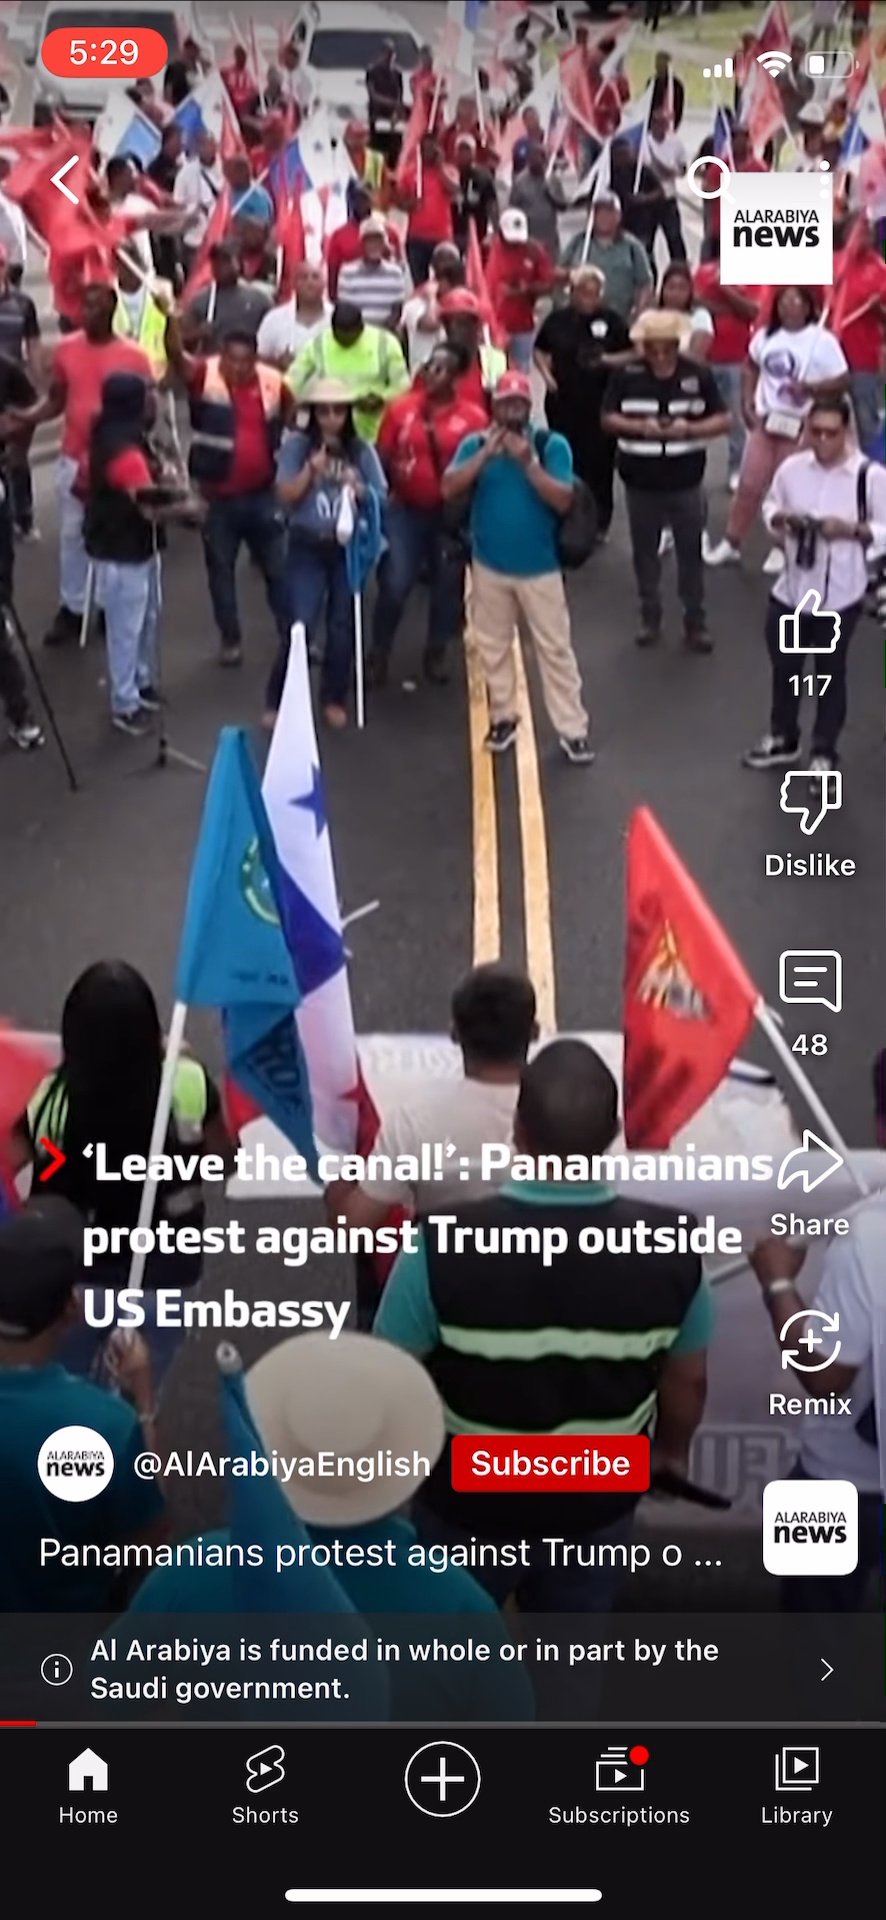 5:29
ALARABIYA
news
117
Dislike
48
‘Leave the canal!’: Panamanians
protest against Trump outside
US Embassy
Share
Remix
ALARABIYA
news
@AlArabiyaEnglish
Subscribe
ALARABIYA
news
Panamanians protest against Trump o ...
Al Arabiya is funded in whole or in part by the
Saudi government.
Home
Shorts
Subscriptions
Library